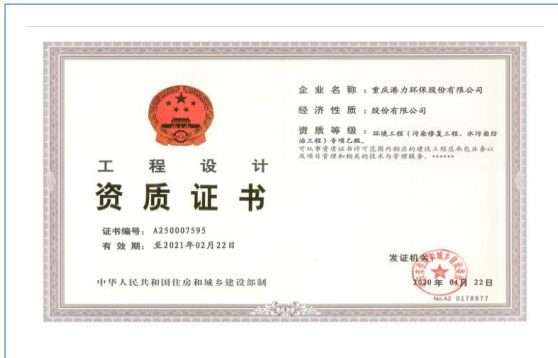 企业名称：重庆港力环保股份有限公司
经济性质：股份有限公司
资质等级：环境工程（污染修复工程、水污染防
治工程）专项乙级。
可从事资质证书许可范围内相应的建设工程总承包业务以
及项目管理和相关的技术与管理服务。******
工程设计
资质证书
证书编号：A250007595
有效期：至2021年02月22日
中华人民共和国住房和城乡建设部制
发证机关
2020年04月22日
No.A2 0178977